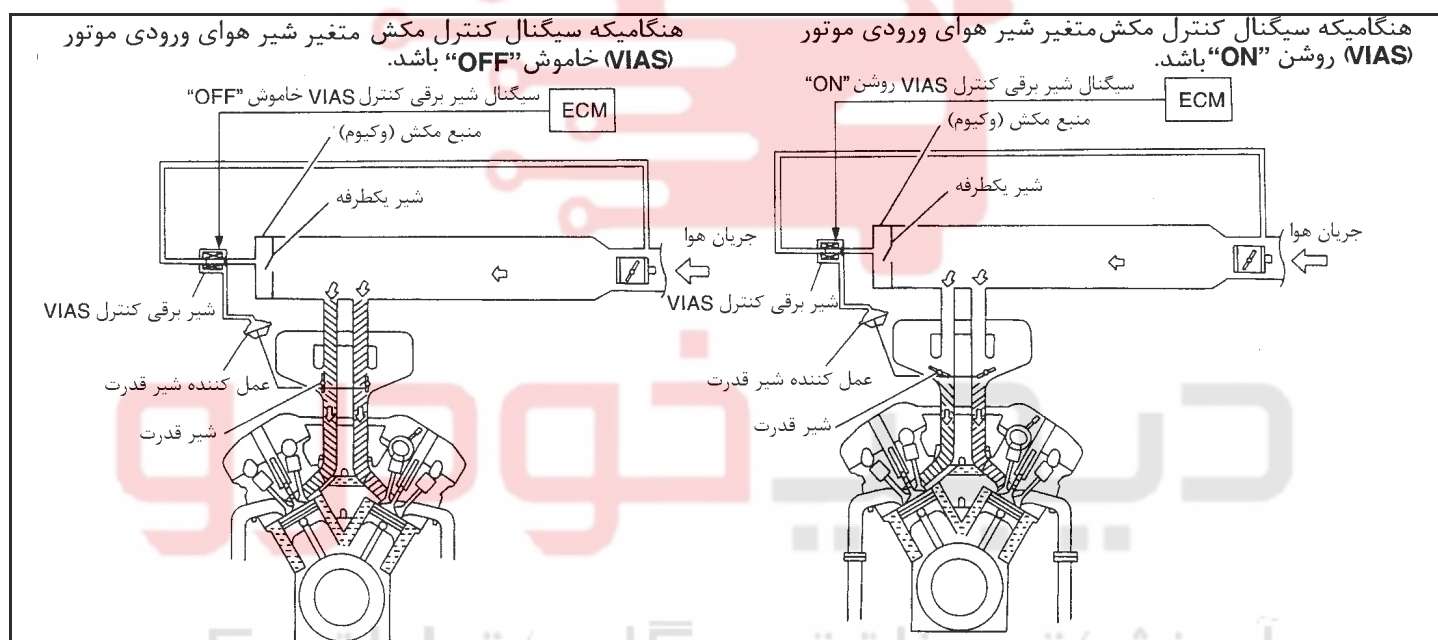 هنگامیکه سیگنال کنترل مکش متغیر شیر هوای ورودی موتور
(VIAS) روشن "ON" باشد.
سیگنال شیر برقی کنترل VIAS روشن "ON"
ECM
منبع مکش (وکیوم)
شیر یکطرفه
جریان هوا
شیر برقی کنترل VIAS
عمل کننده شیر قدرت
شیر قدرت
هنگامیکه سیگنال کنترل مکش متغیر شیر هوای ورودی موتور
(VIAS) خاموش "OFF" باشد.
سیگنال شیر برقی کنترل VIAS خاموش "OFF"
ECM
منبع مکش (وکیوم)
شیر یکطرفه
جریان هوا
شیر برقی کنترل VIAS
عمل کننده شیر قدرت
شیر قدرت
دیجیتال خودرو